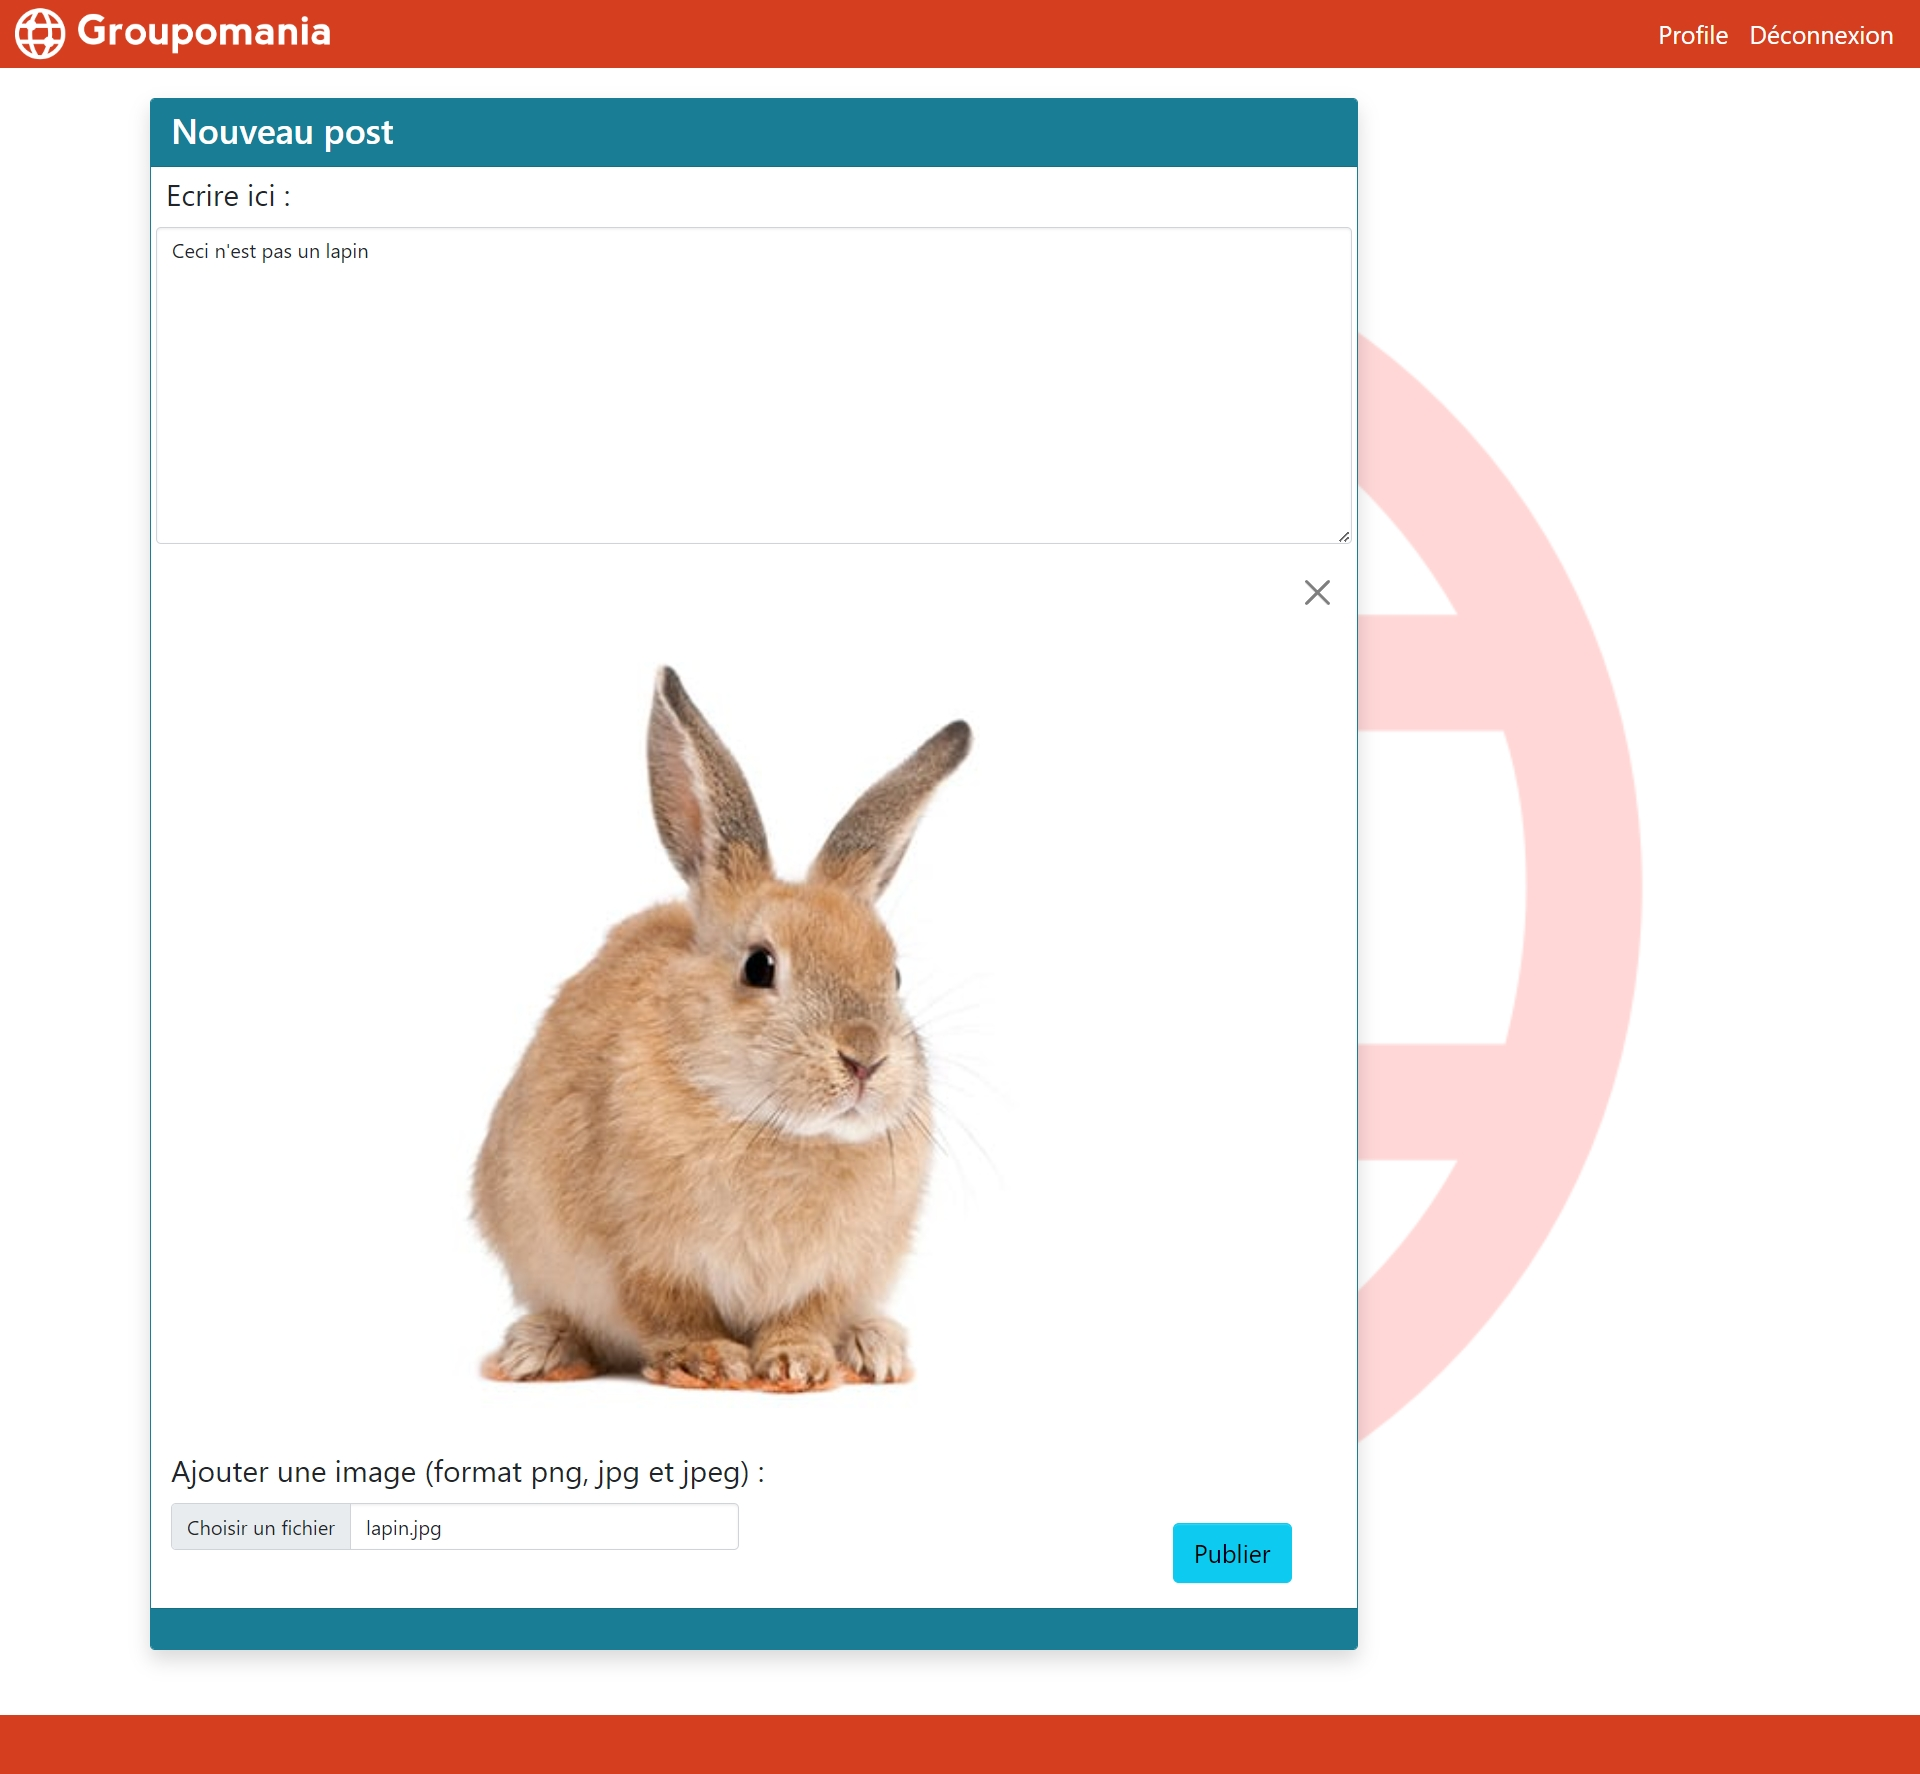 Groupomania
Profile Déconnexion
Nouveau post
Ecrire ici :
Ceci n'est pas un lapin
Ajouter une image (format png, jpg et jpeg) :
Choisir un fichier lapin.jpg
Publier